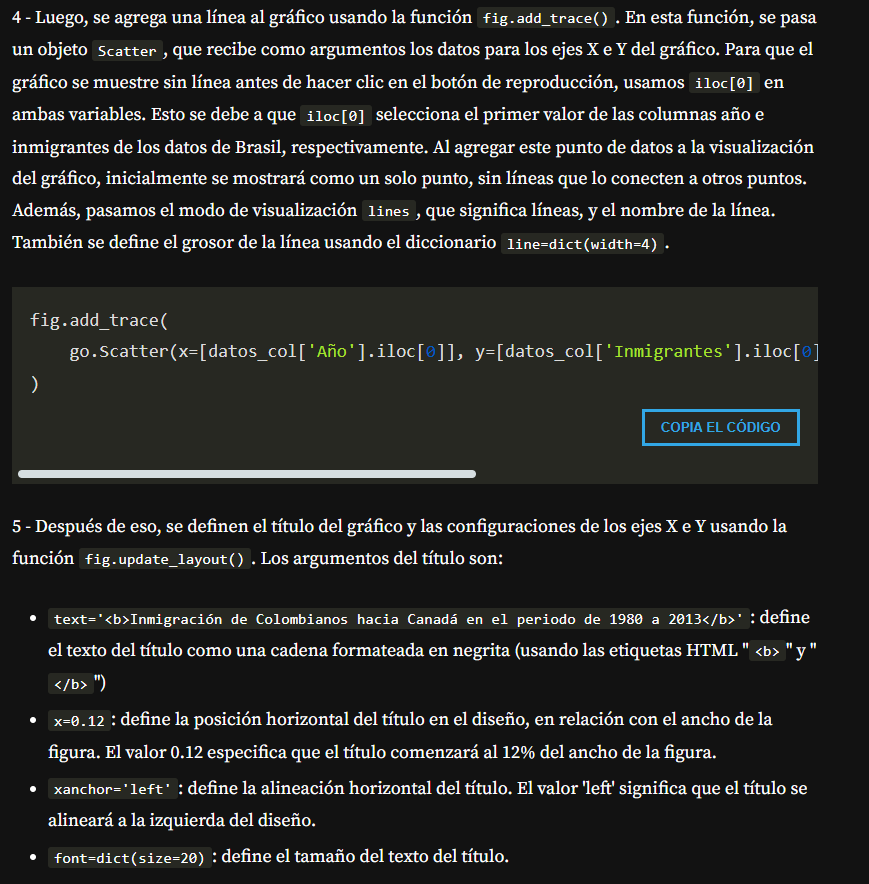 4 - Luego, se agrega una línea al gráfico usando la función fig.add_trace(). En esta función, se pasa
un objeto Scatter, que recibe como argumentos los datos para los ejes X e Y del gráfico. Para que el
gráfico se muestre sin línea antes de hacer clic en el botón de reproducción, usamos iloc[0] en
ambas variables. Esto se debe a que iloc[0] selecciona el primer valor de las columnas año e
inmigrantes de los datos de Brasil, respectivamente. Al agregar este punto de datos a la visualización
del gráfico, inicialmente se mostrará como un solo punto, sin líneas que lo conecten a otros puntos.
Además, pasamos el modo de visualización lines, que significa líneas, y el nombre de la línea.
También se define el grosor de la línea usando el diccionario line=dict(width=4).
fig.add_trace(
    go.Scatter(x=[datos_col['Año'].iloc[0]], y=[datos_col['Inmigrantes'].iloc[0]
)
COPIA EL CÓDIGO
5 - Después de eso, se definen el título del gráfico y las configuraciones de los ejes X e Y usando la
función fig.update_layout(). Los argumentos del título son:
• text='<b>Inmigración de Colombianos hacia Canadá en el periodo de 1980 a 2013</b>': define
el texto del título como una cadena formateada en negrita (usando las etiquetas HTML "<b>" y "
</b>")
• x=0.12: define la posición horizontal del título en el diseño, en relación con el ancho de la
figura. El valor 0.12 especifica que el título comenzará al 12% del ancho de la figura.
• xanchor='left': define la alineación horizontal del título. El valor 'left' significa que el título se
alineará a la izquierda del diseño.
• font=dict(size=20): define el tamaño del texto del título.